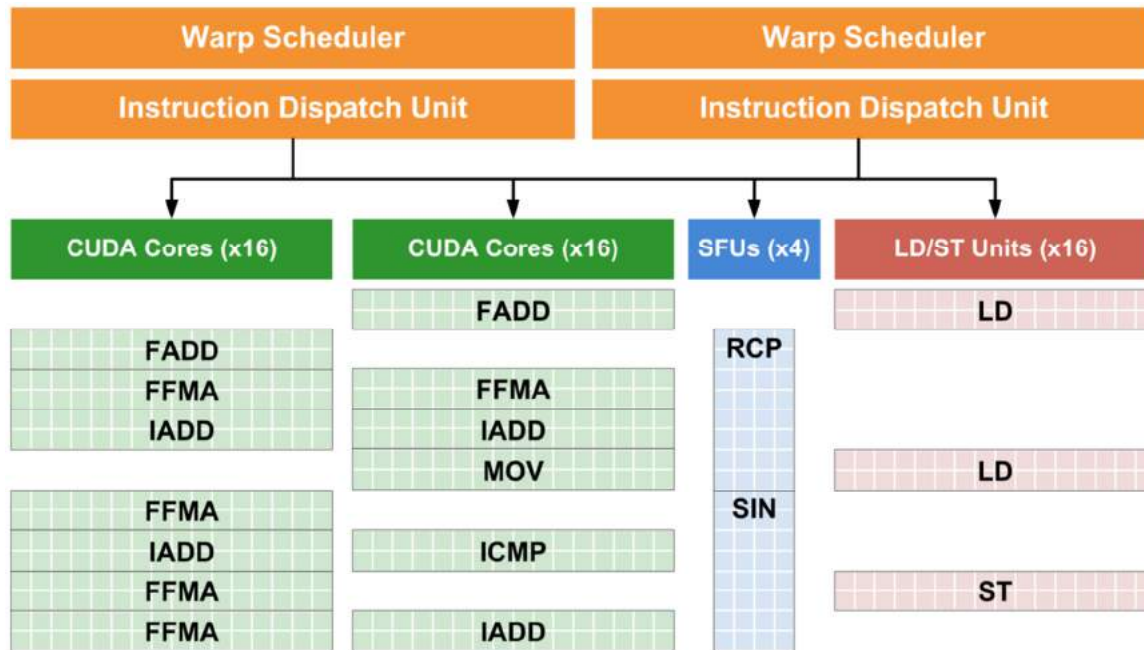 Warp Scheduler Warp Scheduler
Instruction Dispatch Unit Instruction Dispatch Unit
CUDA Cores (x16) CUDA Cores (x16) SFUs (x4) LD/ST Units (x16)
FADD LD
FADD RCP
FFMA FFMA
IADD IADD
MOV LD
FFMA SIN
IADD ICMP
FFMA ST
FFMA IADD